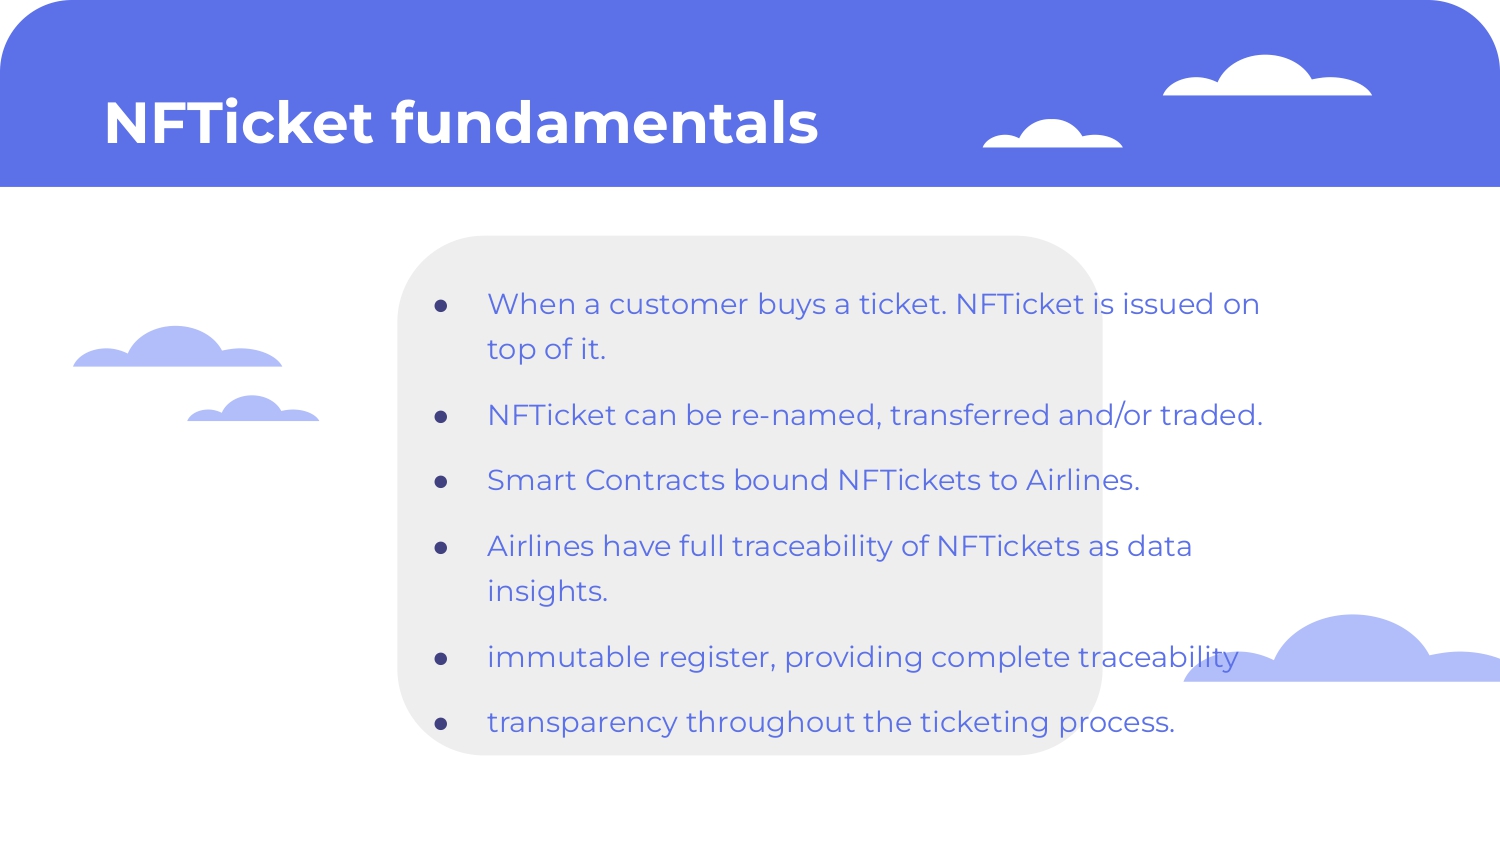 NFTicket fundamentals
● When a customer buys a ticket. NFTicket is issued on
top of it.
● NFTicket can be re-named, transferred and/or traded.
● Smart Contracts bound NFTickets to Airlines.
● Airlines have full traceability of NFTickets as data
insights.
● immutable register, providing complete traceability
● transparency throughout the ticketing process.